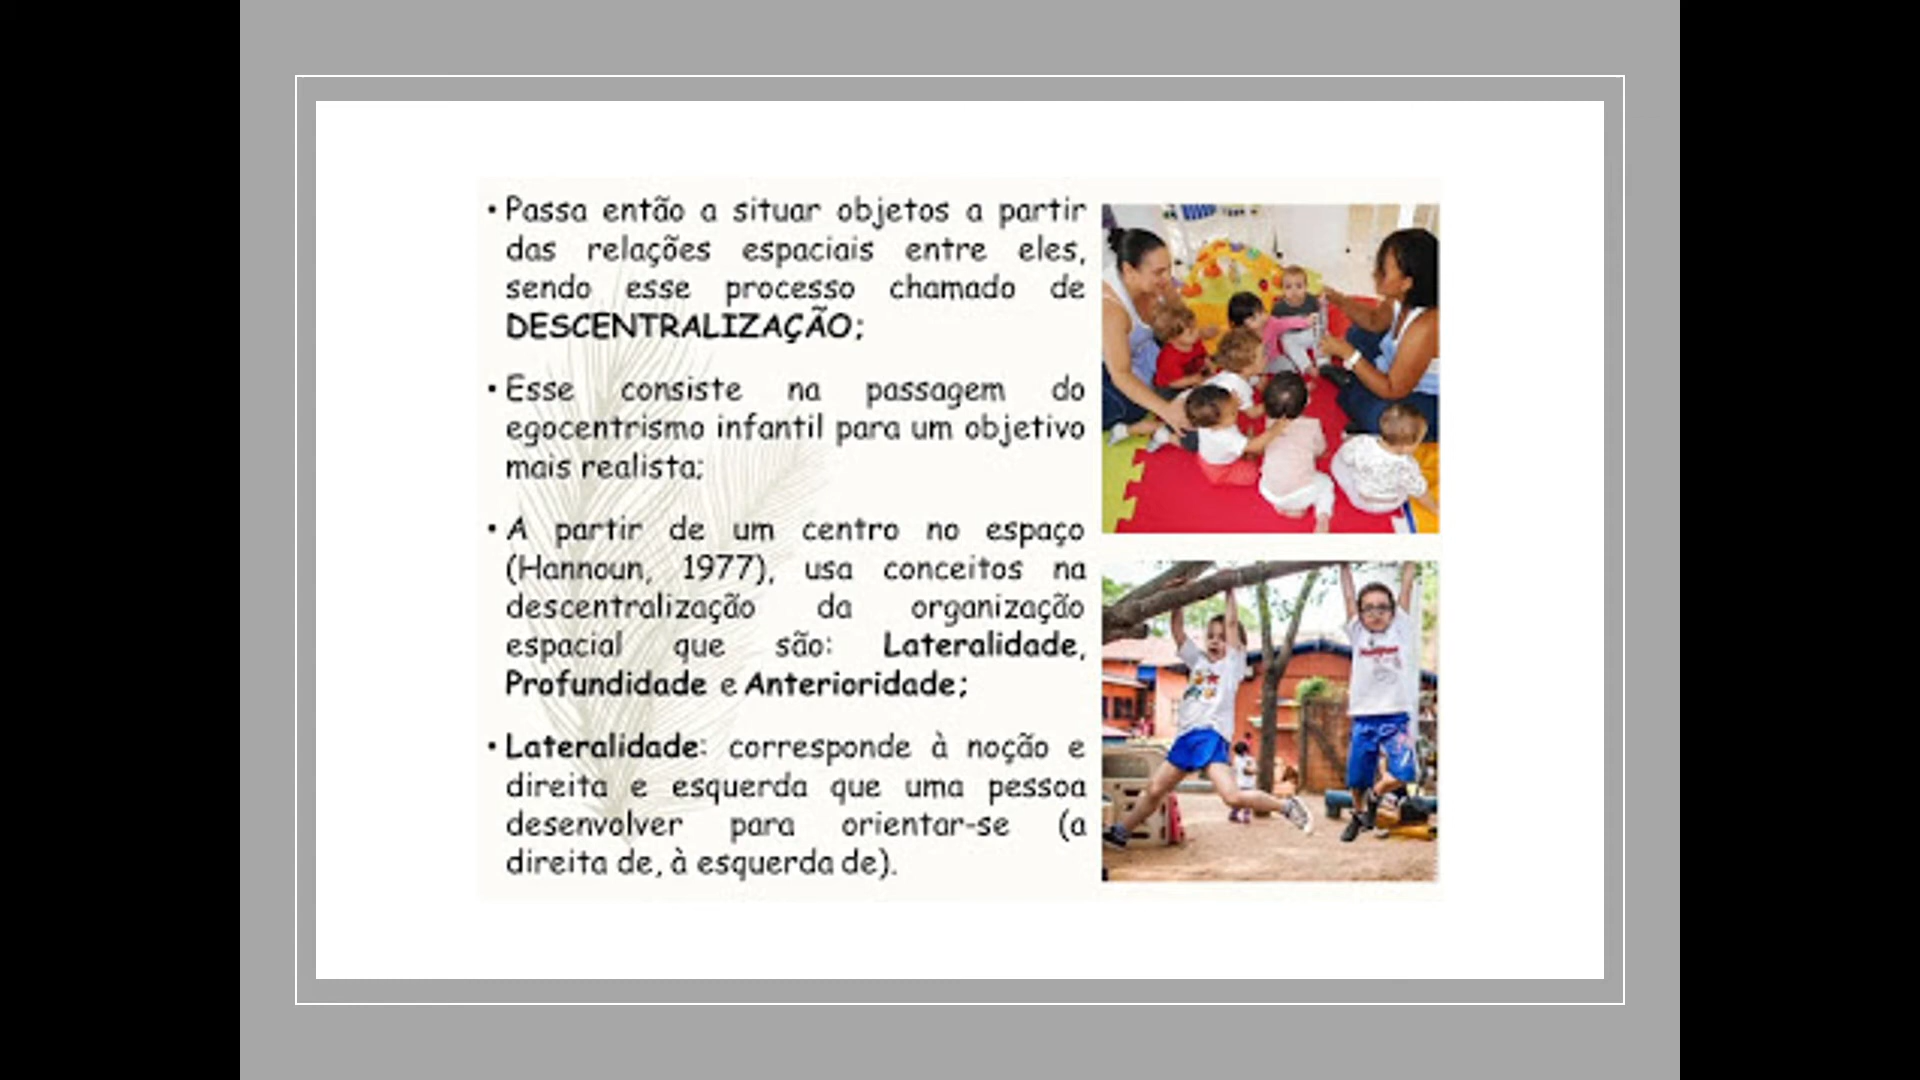 • Passa então a situar objetos a partir
das relações espaciais entre eles,
sendo esse processo chamado de
DESCENTRALIZAÇÃO;
• Esse consiste na passagem do
egocentrismo infantil para um objetivo
mais realista;
• A partir de um centro no espaço
(Hannoun, 1977), usa conceitos na
descentralização da organização
espacial que são: Lateralidade,
Profundidade e Anterioridade;
• Lateralidade: corresponde à noção e
direita e esquerda que uma pessoa
desenvolver para orientar-se (a
direita de, à esquerda de).